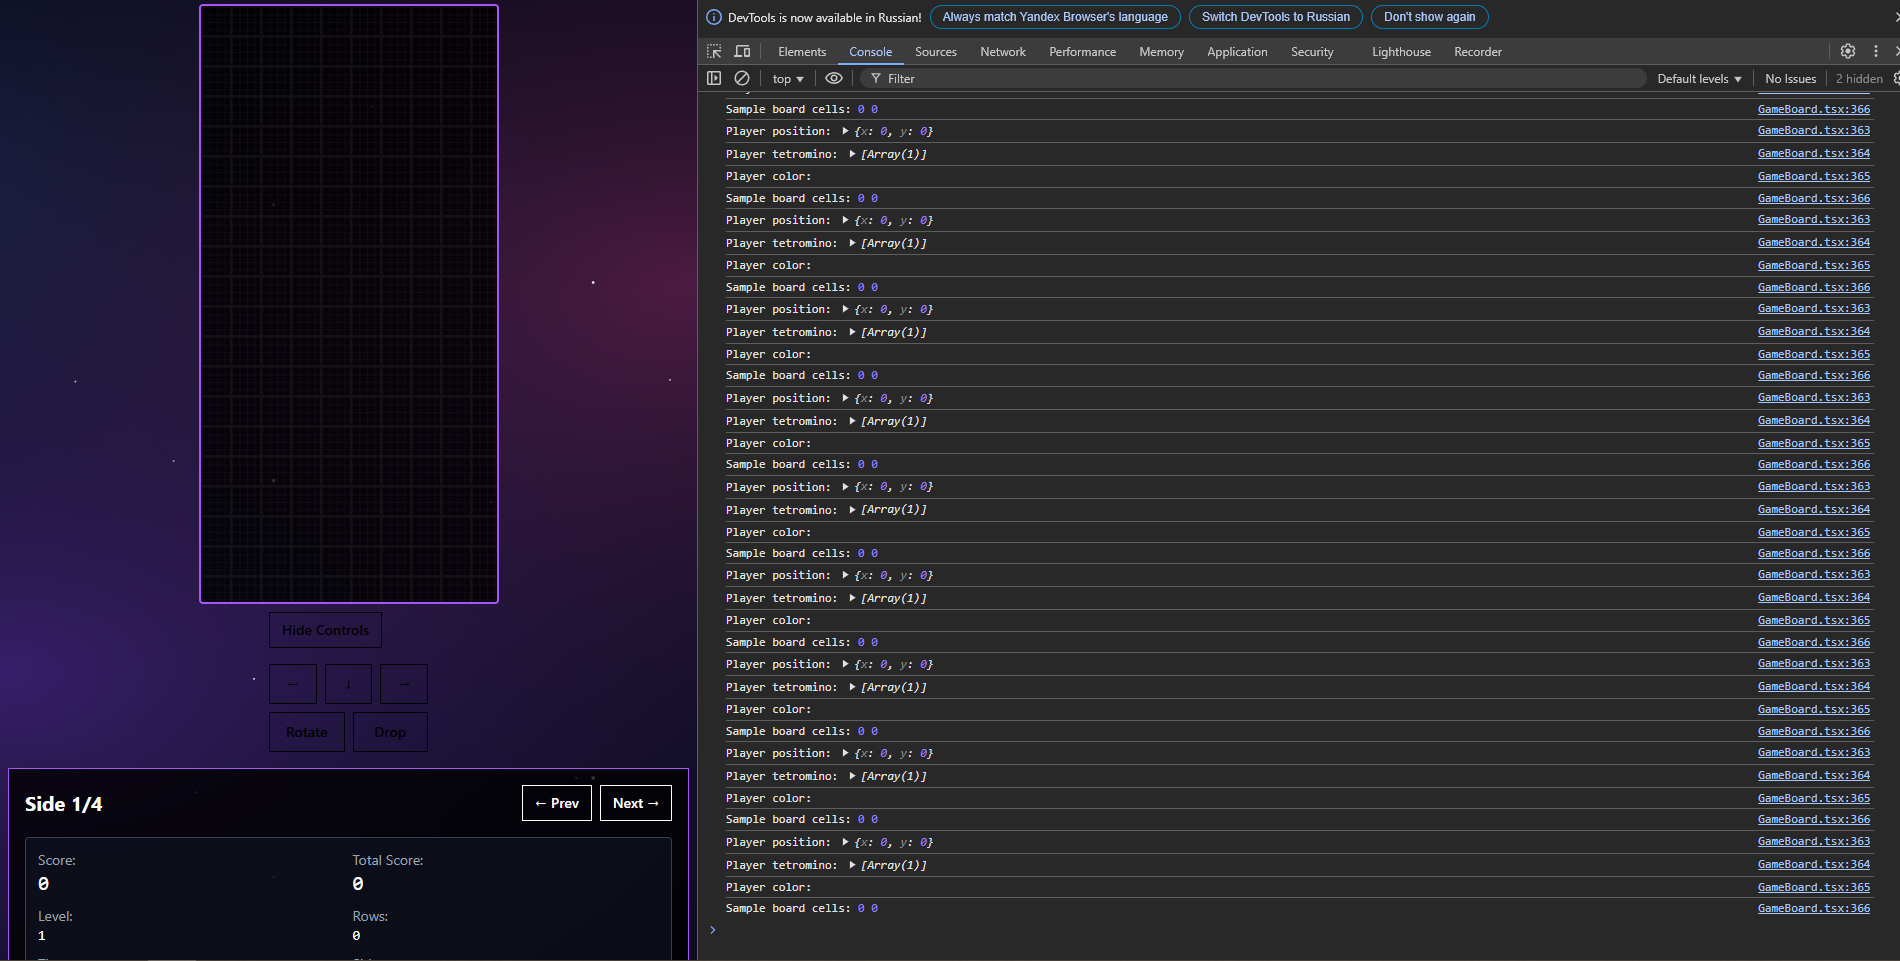 DevTools is now available in Russian! Always match Yandex Browser's language Switch DevTools to Russian Don't show again
Elements Console Sources Network Performance Memory Application Security Lighthouse Recorder
top Filter Default levels No Issues 2 hidden
Sample board cells: 0 0 GameBoard.tsx:366
Player position: {x: 0, y: 0} GameBoard.tsx:363
Player tetromino: [Array(1)] GameBoard.tsx:364
Player color: GameBoard.tsx:365
Sample board cells: 0 0 GameBoard.tsx:366
Player position: {x: 0, y: 0} GameBoard.tsx:363
Player tetromino: [Array(1)] GameBoard.tsx:364
Player color: GameBoard.tsx:365
Sample board cells: 0 0 GameBoard.tsx:366
Player position: {x: 0, y: 0} GameBoard.tsx:363
Player tetromino: [Array(1)] GameBoard.tsx:364
Player color: GameBoard.tsx:365
Sample board cells: 0 0 GameBoard.tsx:366
Player position: {x: 0, y: 0} GameBoard.tsx:363
Player tetromino: [Array(1)] GameBoard.tsx:364
Player color: GameBoard.tsx:365
Sample board cells: 0 0 GameBoard.tsx:366
Player position: {x: 0, y: 0} GameBoard.tsx:363
Player tetromino: [Array(1)] GameBoard.tsx:364
Player color: GameBoard.tsx:365
Sample board cells: 0 0 GameBoard.tsx:366
Player position: {x: 0, y: 0} GameBoard.tsx:363
Player tetromino: [Array(1)] GameBoard.tsx:364
Player color: GameBoard.tsx:365
Sample board cells: 0 0 GameBoard.tsx:366
Player position: {x: 0, y: 0} GameBoard.tsx:363
Player tetromino: [Array(1)] GameBoard.tsx:364
Player color: GameBoard.tsx:365
Sample board cells: 0 0 GameBoard.tsx:366
Player position: {x: 0, y: 0} GameBoard.tsx:363
Player tetromino: [Array(1)] GameBoard.tsx:364
Player color: GameBoard.tsx:365
Sample board cells: 0 0 GameBoard.tsx:366
Player position: {x: 0, y: 0} GameBoard.tsx:363
Player tetromino: [Array(1)] GameBoard.tsx:364
Player color: GameBoard.tsx:365
Sample board cells: 0 0 GameBoard.tsx:366
Hide Controls
← ↓ →
Rotate Drop
Side 1/4 ← Prev Next →
Score: Total Score:
0 0
Level: Rows:
1 0